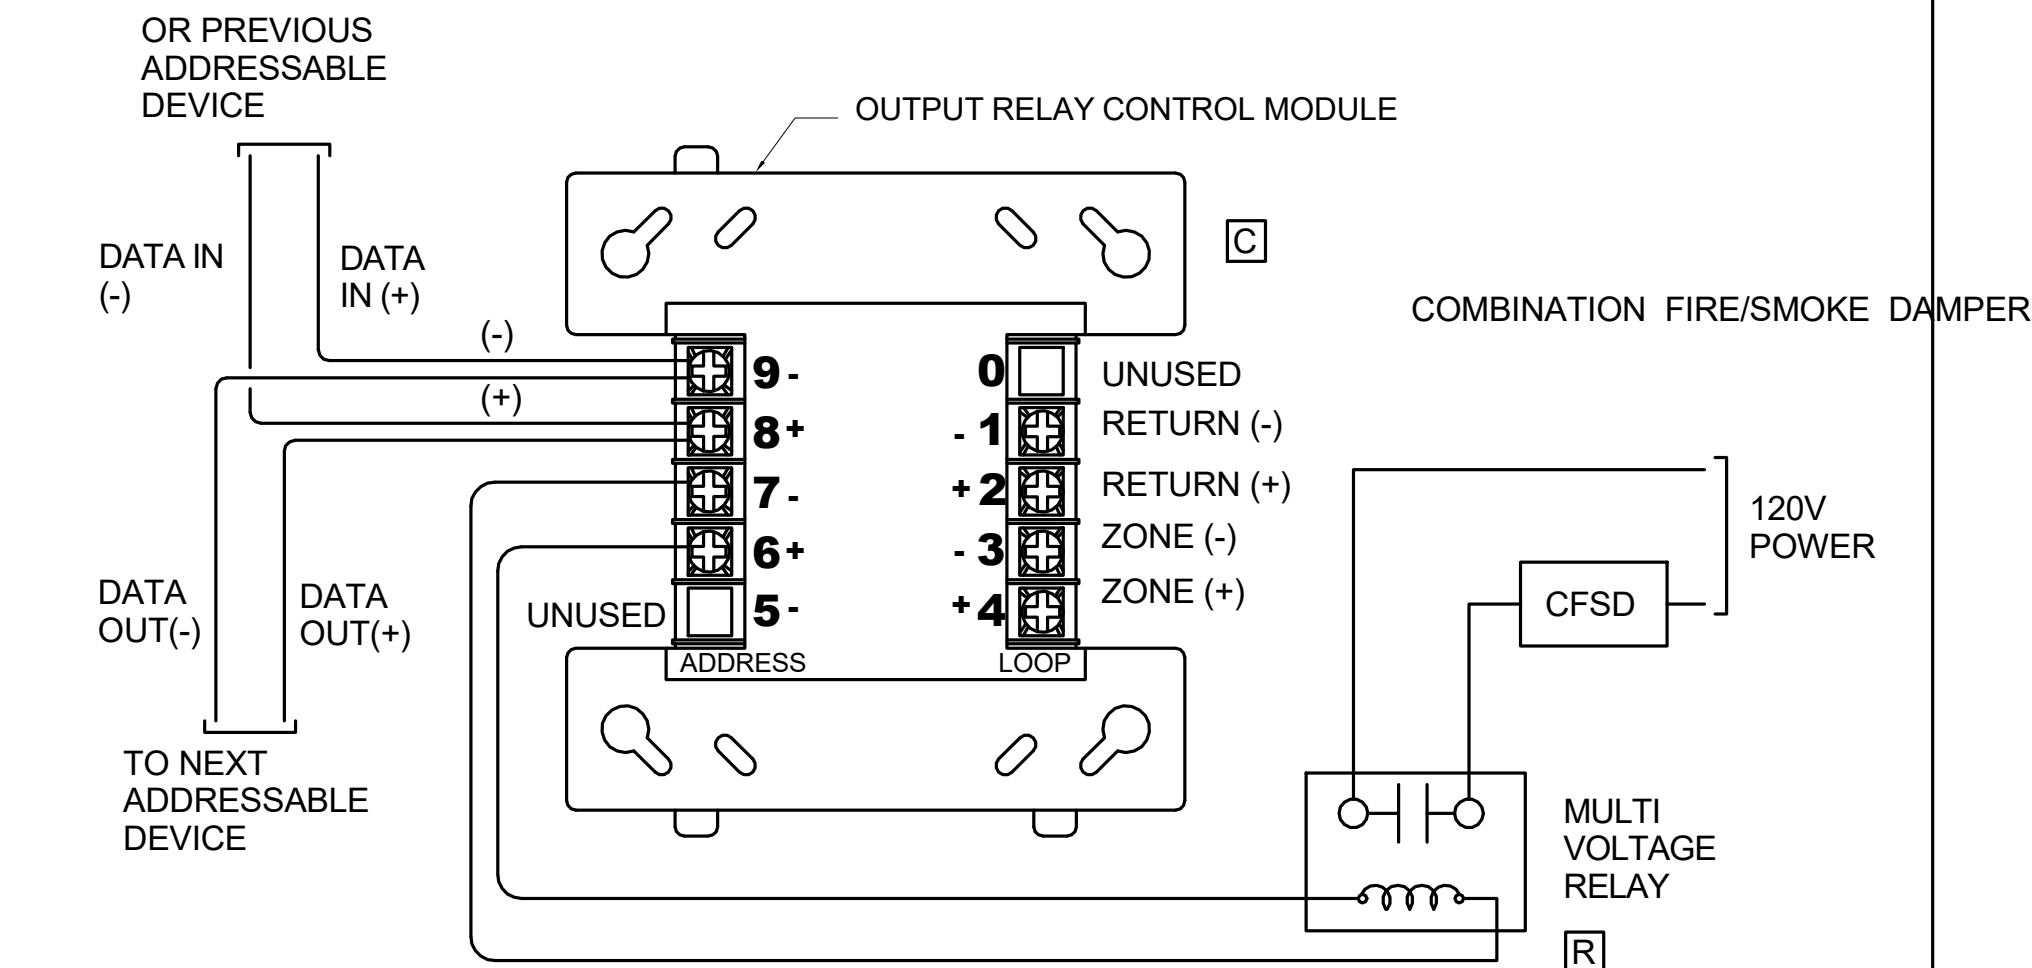 OR PREVIOUS
ADDRESSABLE
DEVICE
OUTPUT RELAY CONTROL MODULE
C
DATA IN
(-)
DATA
IN (+)
COMBINATION FIRE/SMOKE DAMPER
(-)
(+)
9 -
8 +
7 -
6 +
UNUSED
5 -
0
UNUSED
- 1
RETURN (-)
+ 2
RETURN (+)
- 3
ZONE (-)
+ 4
ZONE (+)
ADDRESS
LOOP
120V
POWER
CFSD
DATA
OUT(-)
DATA
OUT(+)
TO NEXT
ADDRESSABLE
DEVICE
MULTI
VOLTAGE
RELAY
R